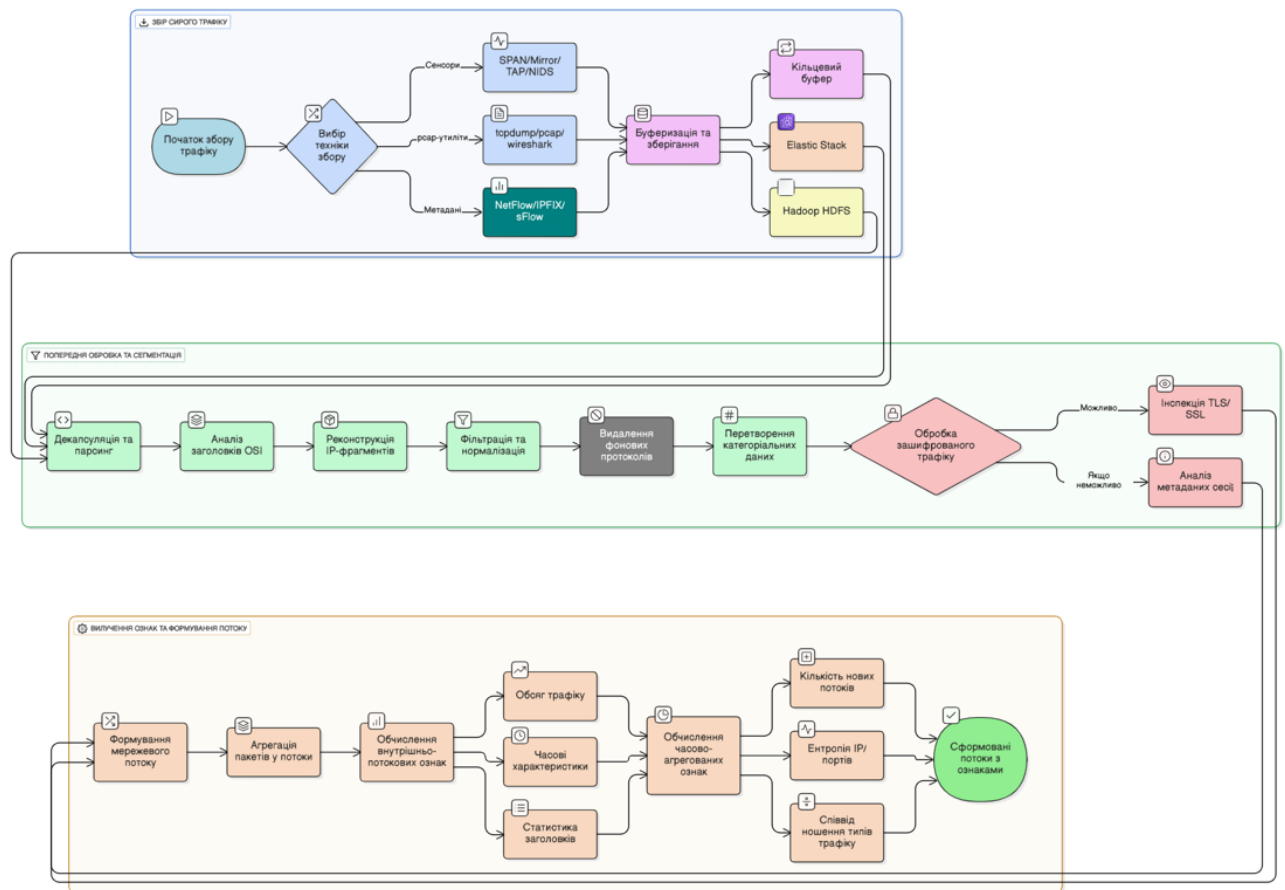 ЗБІР СИРОГО ТРАФІКУ
Початок збору
трафіку
Вибір
техніки
збору
Сенсори
pcap-утиліти
Метадані
SPAN/Mirror/
TAP/NIDS
tcpdump/pcap/
wireshark
NetFlow/IPFIX/
sFlow
Буферизація та
зберігання
Кільцевий
буфер
Elastic Stack
Hadoop HDFS
ПОПЕРЕДНЯ ОБРОБКА ТА СЕГМЕНТАЦІЯ
Декапсуляція та
парсинг
Аналіз
заголовків OSI
Реконструкція
IP-фрагментів
Фільтрація та
нормалізація
Видалення
фонових
протоколів
Перетворення
категоріальних
даних
Обробка
зашифрованого
трафіку
Можливо
Якщо
неможливо
Інспекція TLS/
SSL
Аналіз
метаданих сесії
ВИЛУЧЕННЯ ОЗНАК ТА ФОРМУВАННЯ ПОТОКУ
Формування
мережевого
потоку
Агрегація
пакетів у потоки
Обчислення
внутрішньо-
потокових ознак
Обсяг трафіку
Часові
характеристики
Статистика
заголовків
Обчислення
часово-
агрегованих
ознак
Кількість нових
потоків
Ентропія IP/
портів
Співвід
ношення типів
трафіку
Сформовані
потоки з
ознаками